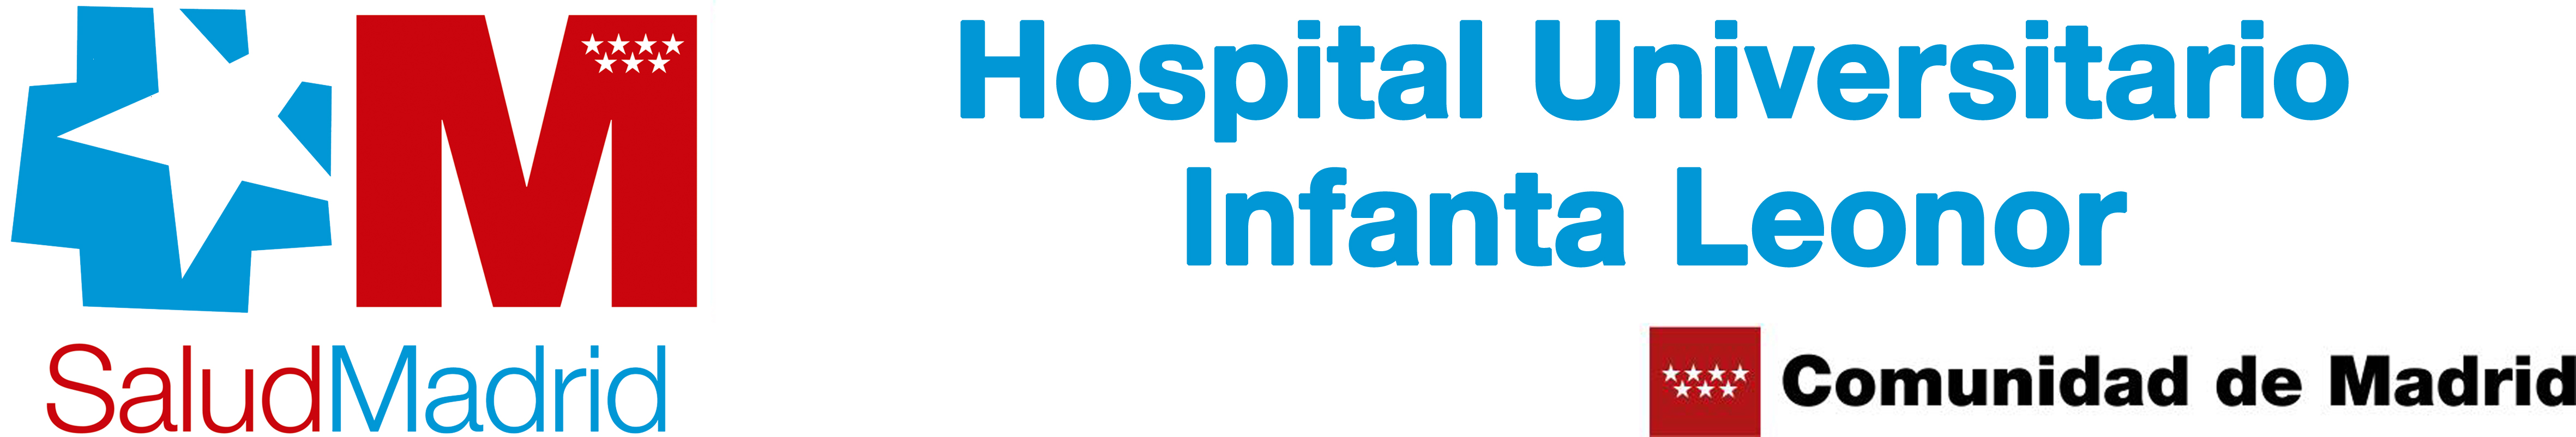 M
SaludMadrid
Hospital Universitario
Infanta Leonor
Comunidad de Madrid